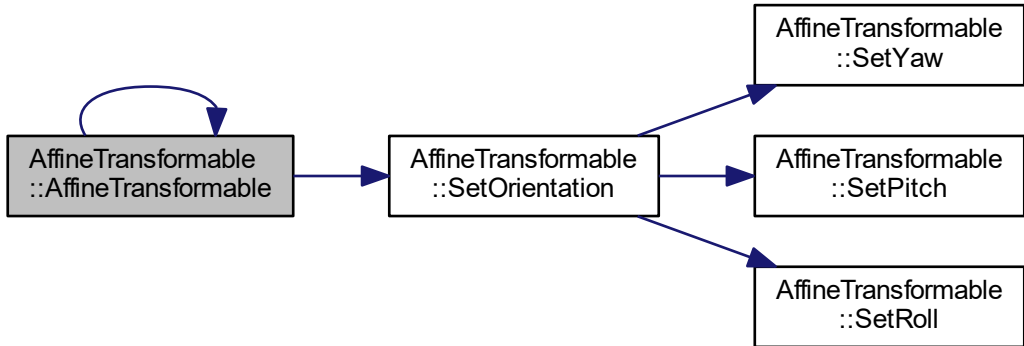 AffineTransformable
::AffineTransformable
AffineTransformable
::SetOrientation
AffineTransformable
::SetYaw
AffineTransformable
::SetPitch
AffineTransformable
::SetRoll